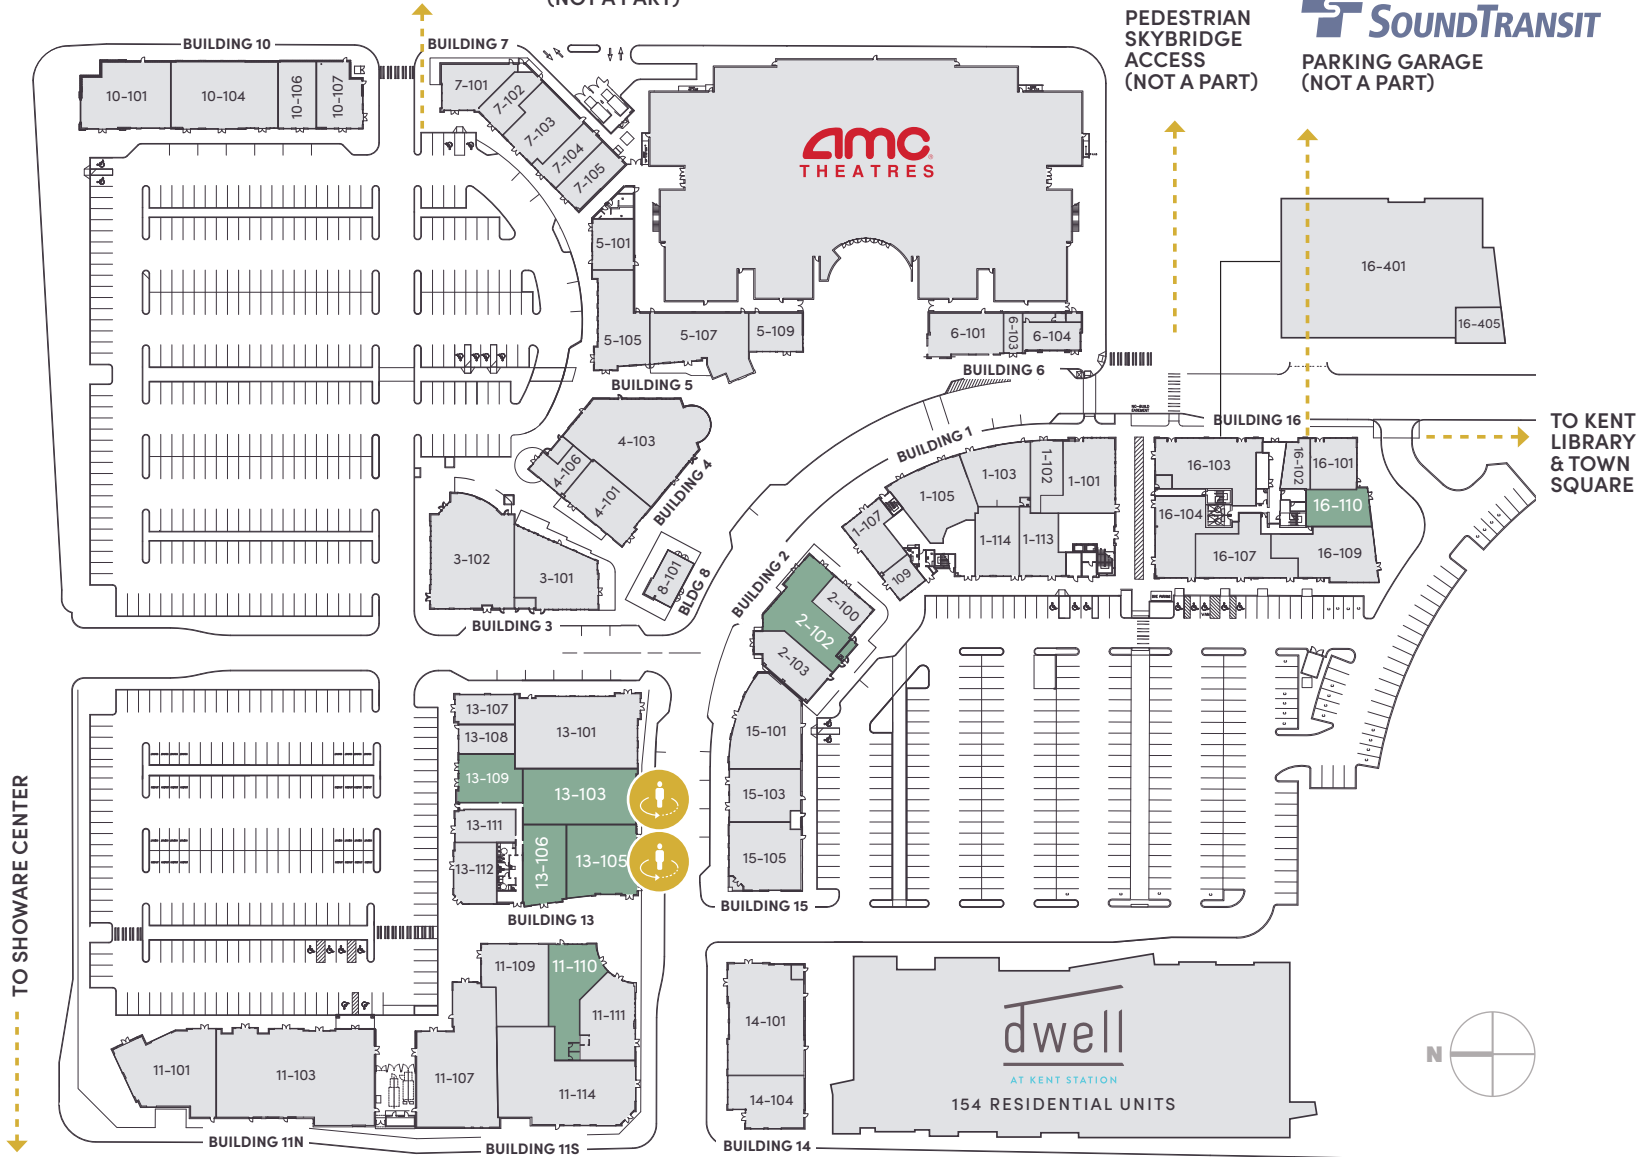 (NOT A PART)
PEDESTRIAN
SKYBRIDGE
ACCESS
(NOT A PART)
SOUNDTRANSIT
PARKING GARAGE
(NOT A PART)
BUILDING 10
10-101
10-104
10-106
10-107
BUILDING 7
7-101
7-102
7-103
7-104
7-105
amc
THEATRES
5-101
5-105
5-107
5-109
BUILDING 5
6-101
6-103
6-104
BUILDING 6
16-401
16-405
4-103
4-106
4-101
BUILDING 4
3-102
3-101
BUILDING 3
8-101
BLDG 8
BUILDING 1
1-107
109
1-105
1-103
1-102
1-101
1-114
1-113
BUILDING 16
16-103
16-102
16-101
16-110
16-104
16-107
16-109
TO KENT
LIBRARY
& TOWN
SQUARE
BUILDING 2
2-100
2-102
2-103
15-101
15-103
15-105
BUILDING 15
13-107
13-108
13-109
13-111
13-112
13-101
13-103
13-106
13-105
BUILDING 13
TO SHOWARE CENTER
11-109
11-110
11-111
11-101
11-103
11-107
11-114
BUILDING 11N
BUILDING 11S
14-101
14-104
BUILDING 14
dwell
AT KENT STATION
154 RESIDENTIAL UNITS
N